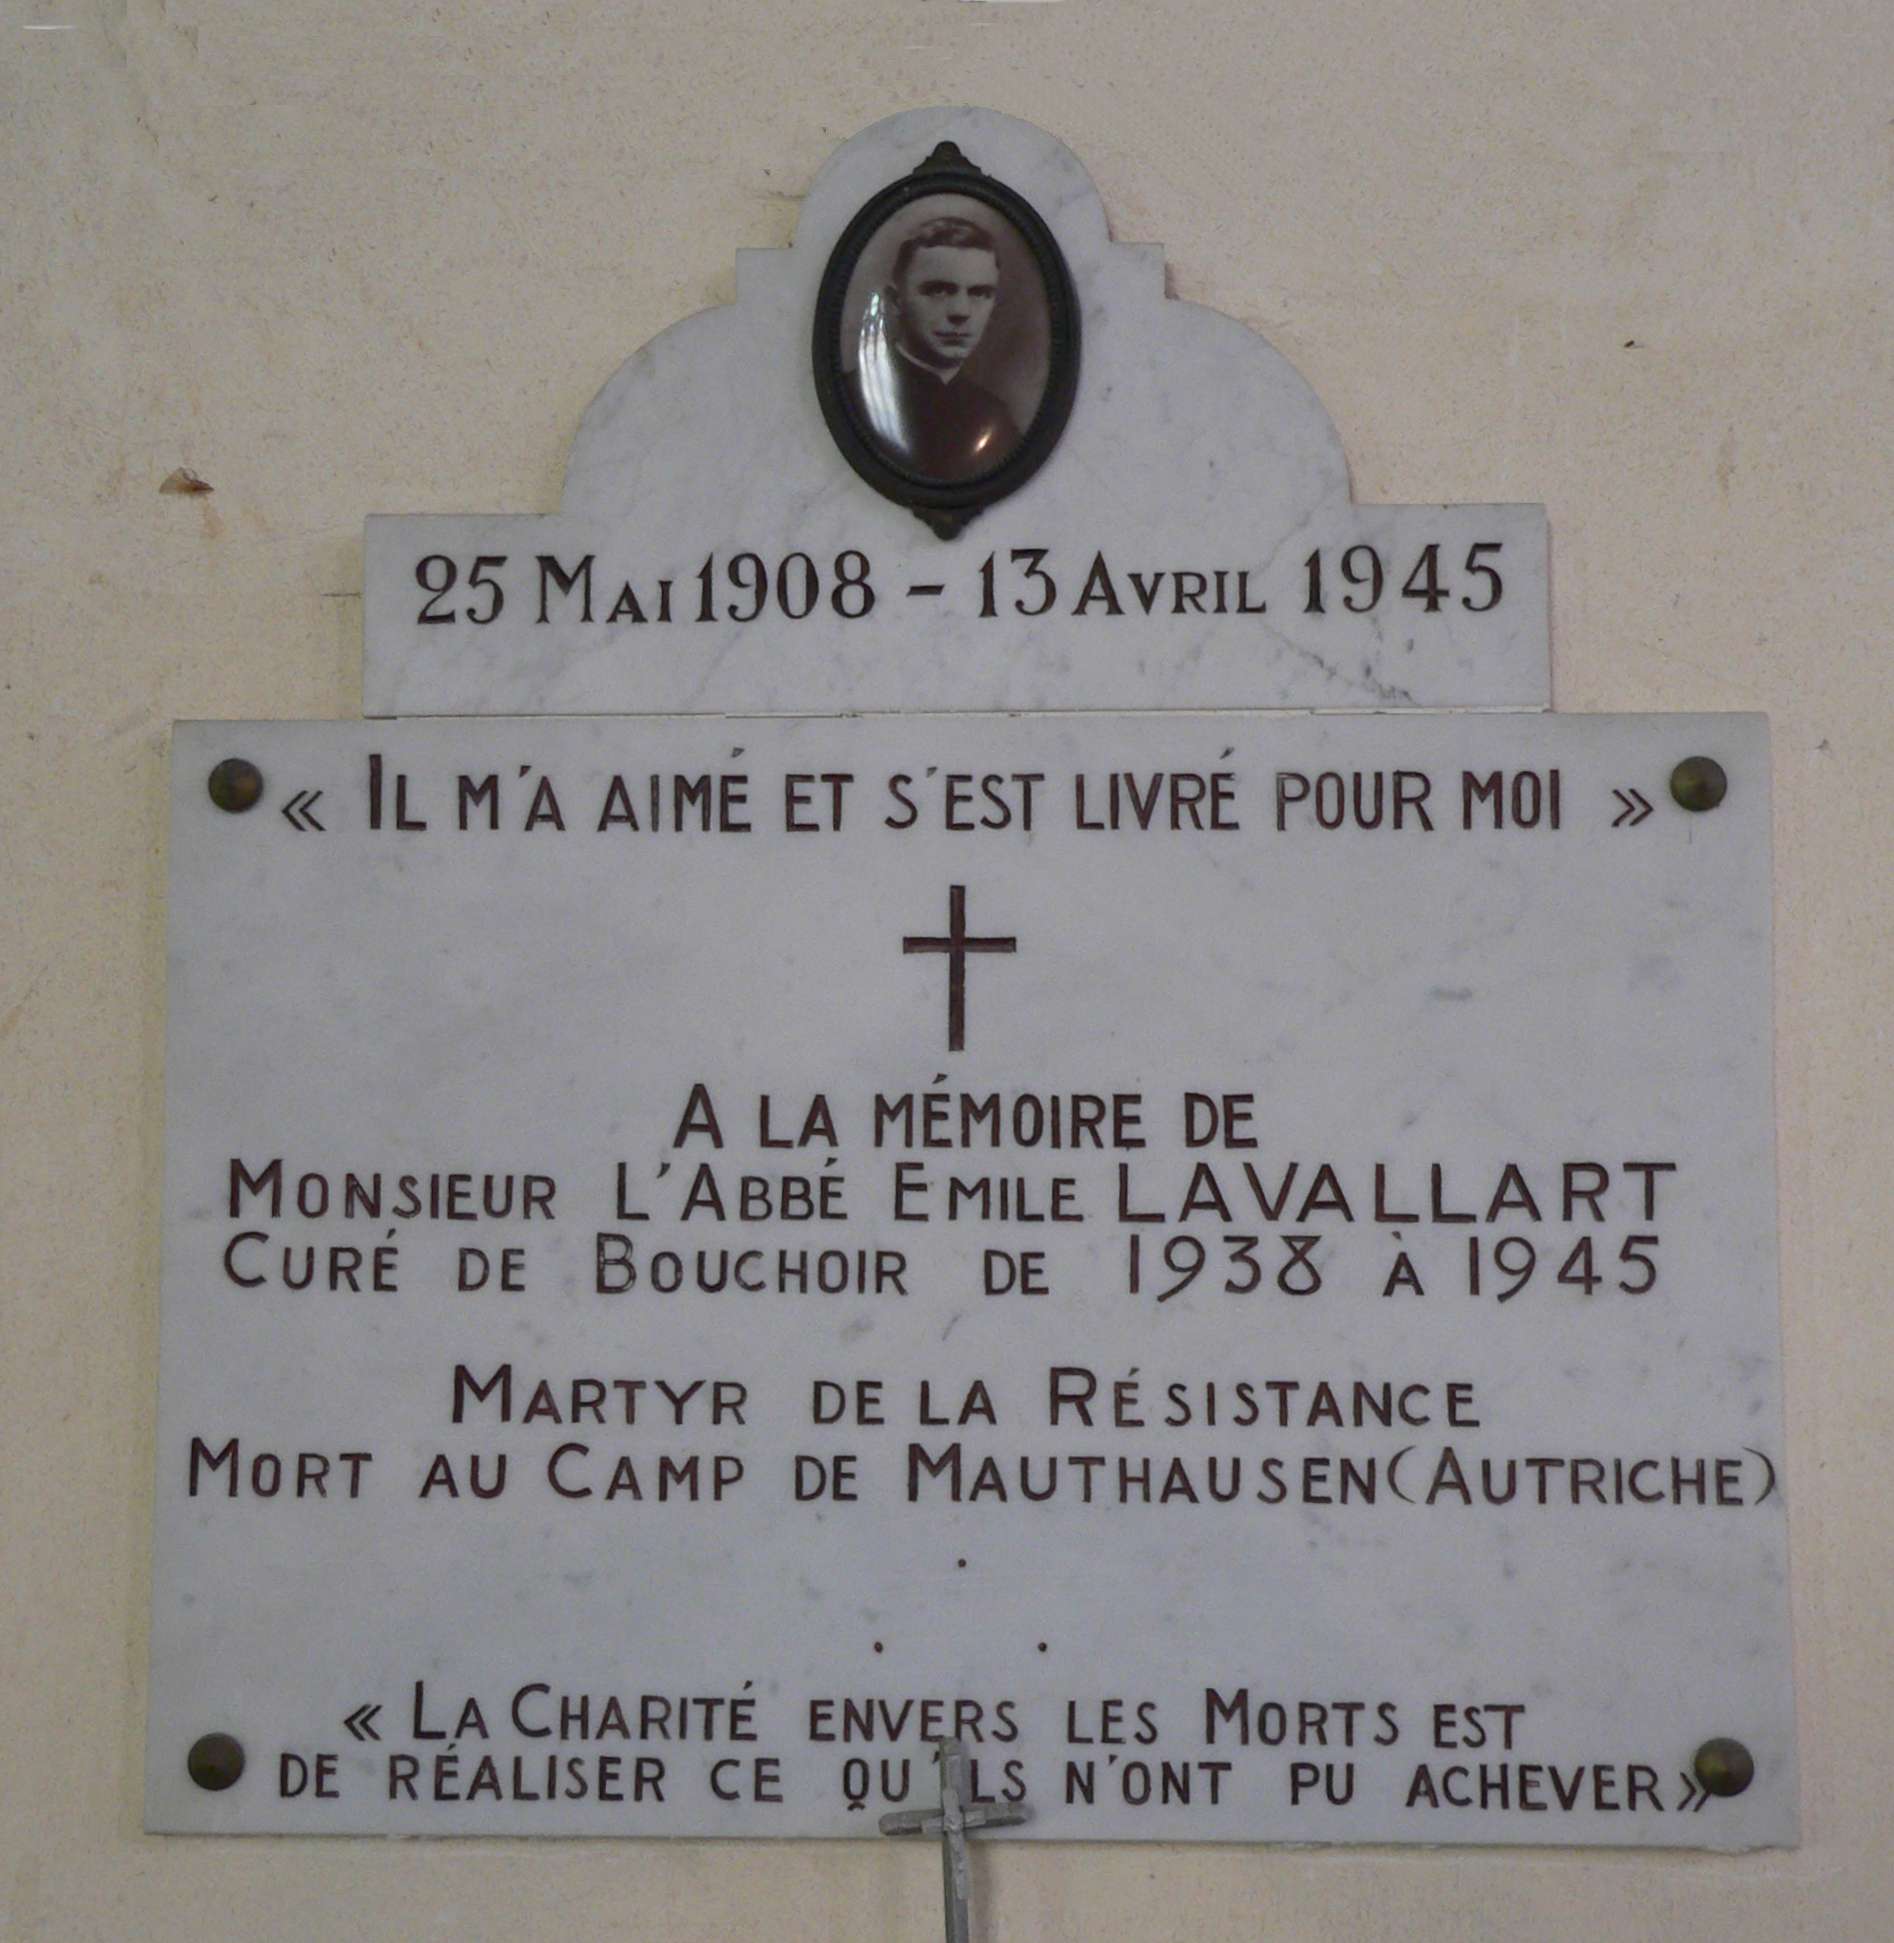 25 MAI 1908 - 13 AVRIL 1945
« IL M'A AIMÉ ET S'EST LIVRÉ POUR MOI »
A LA MÉMOIRE DE
MONSIEUR L'ABBÉ EMILE LAVALLART
CURÉ DE BOUCHOIR DE 1938 À 1945
MARTYR DE LA RÉSISTANCE
MORT AU CAMP DE MAUTHAUSEN (AUTRICHE)
« LA CHARITÉ ENVERS LES MORTS EST
DE RÉALISER CE QU'ILS N'ONT PU ACHEVER »